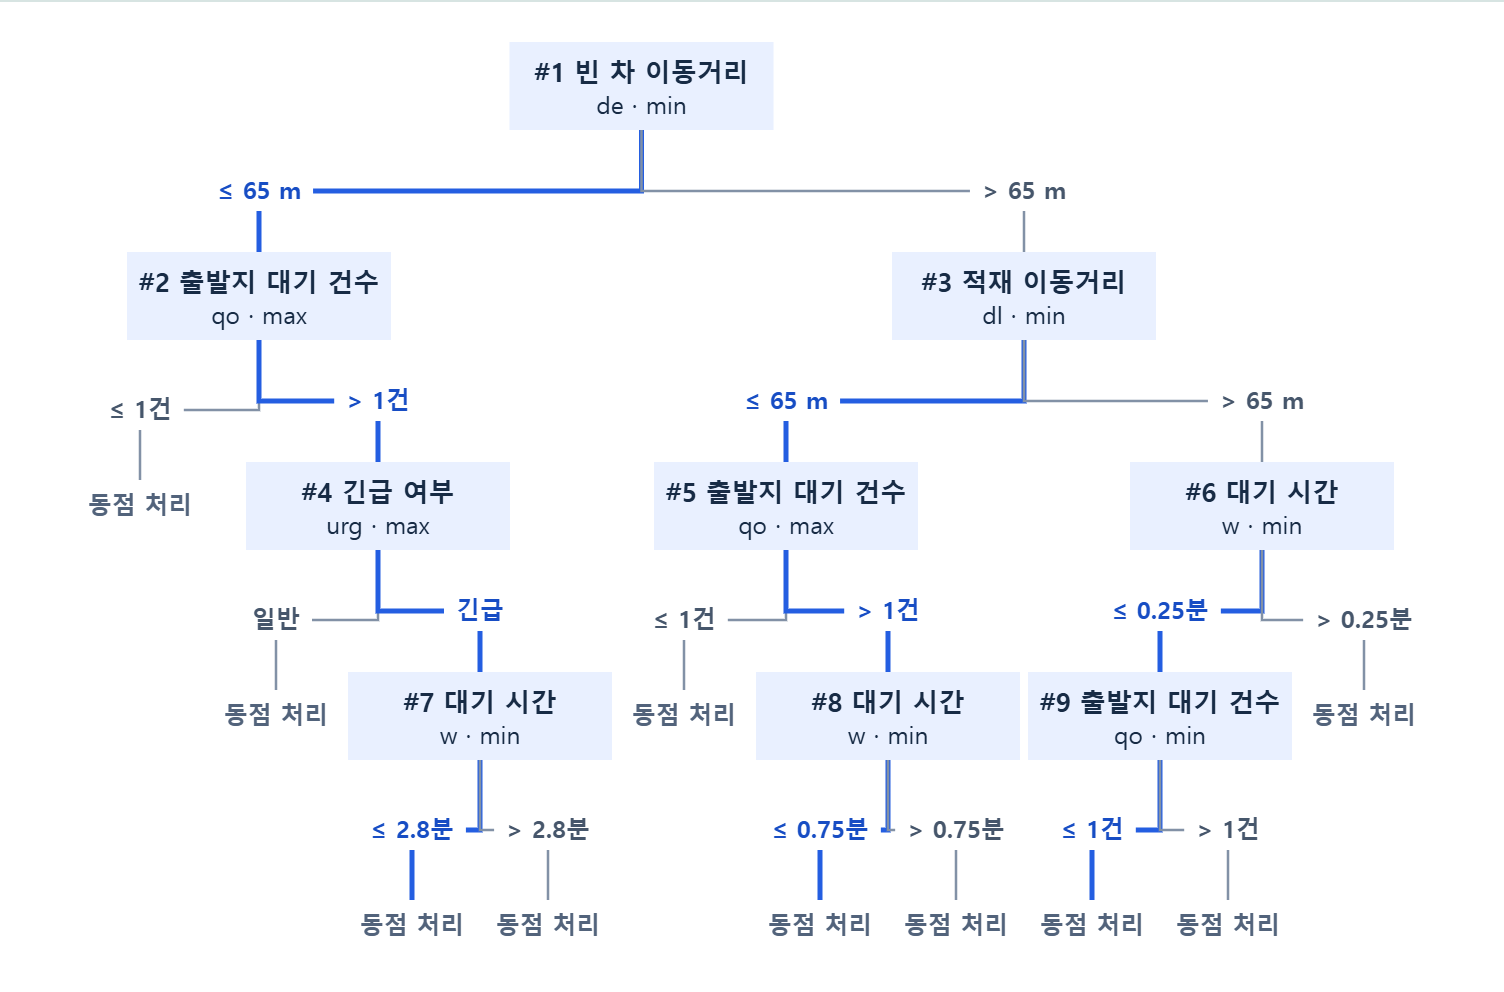 #1 빈 차 이동거리
de · min
≤ 65 m
> 65 m
#2 출발지 대기 건수
qo · max
#3 적재 이동거리
dl · min
≤ 1건
> 1건
≤ 65 m
> 65 m
동점 처리
#4 긴급 여부
urg · max
#5 출발지 대기 건수
qo · max
#6 대기 시간
w · min
일반
긴급
≤ 1건
> 1건
≤ 0.25분
> 0.25분
동점 처리
#7 대기 시간
w · min
동점 처리
#8 대기 시간
w · min
#9 출발지 대기 건수
qo · min
동점 처리
≤ 2.8분
> 2.8분
≤ 0.75분
> 0.75분
≤ 1건
> 1건
동점 처리
동점 처리
동점 처리
동점 처리
동점 처리
동점 처리